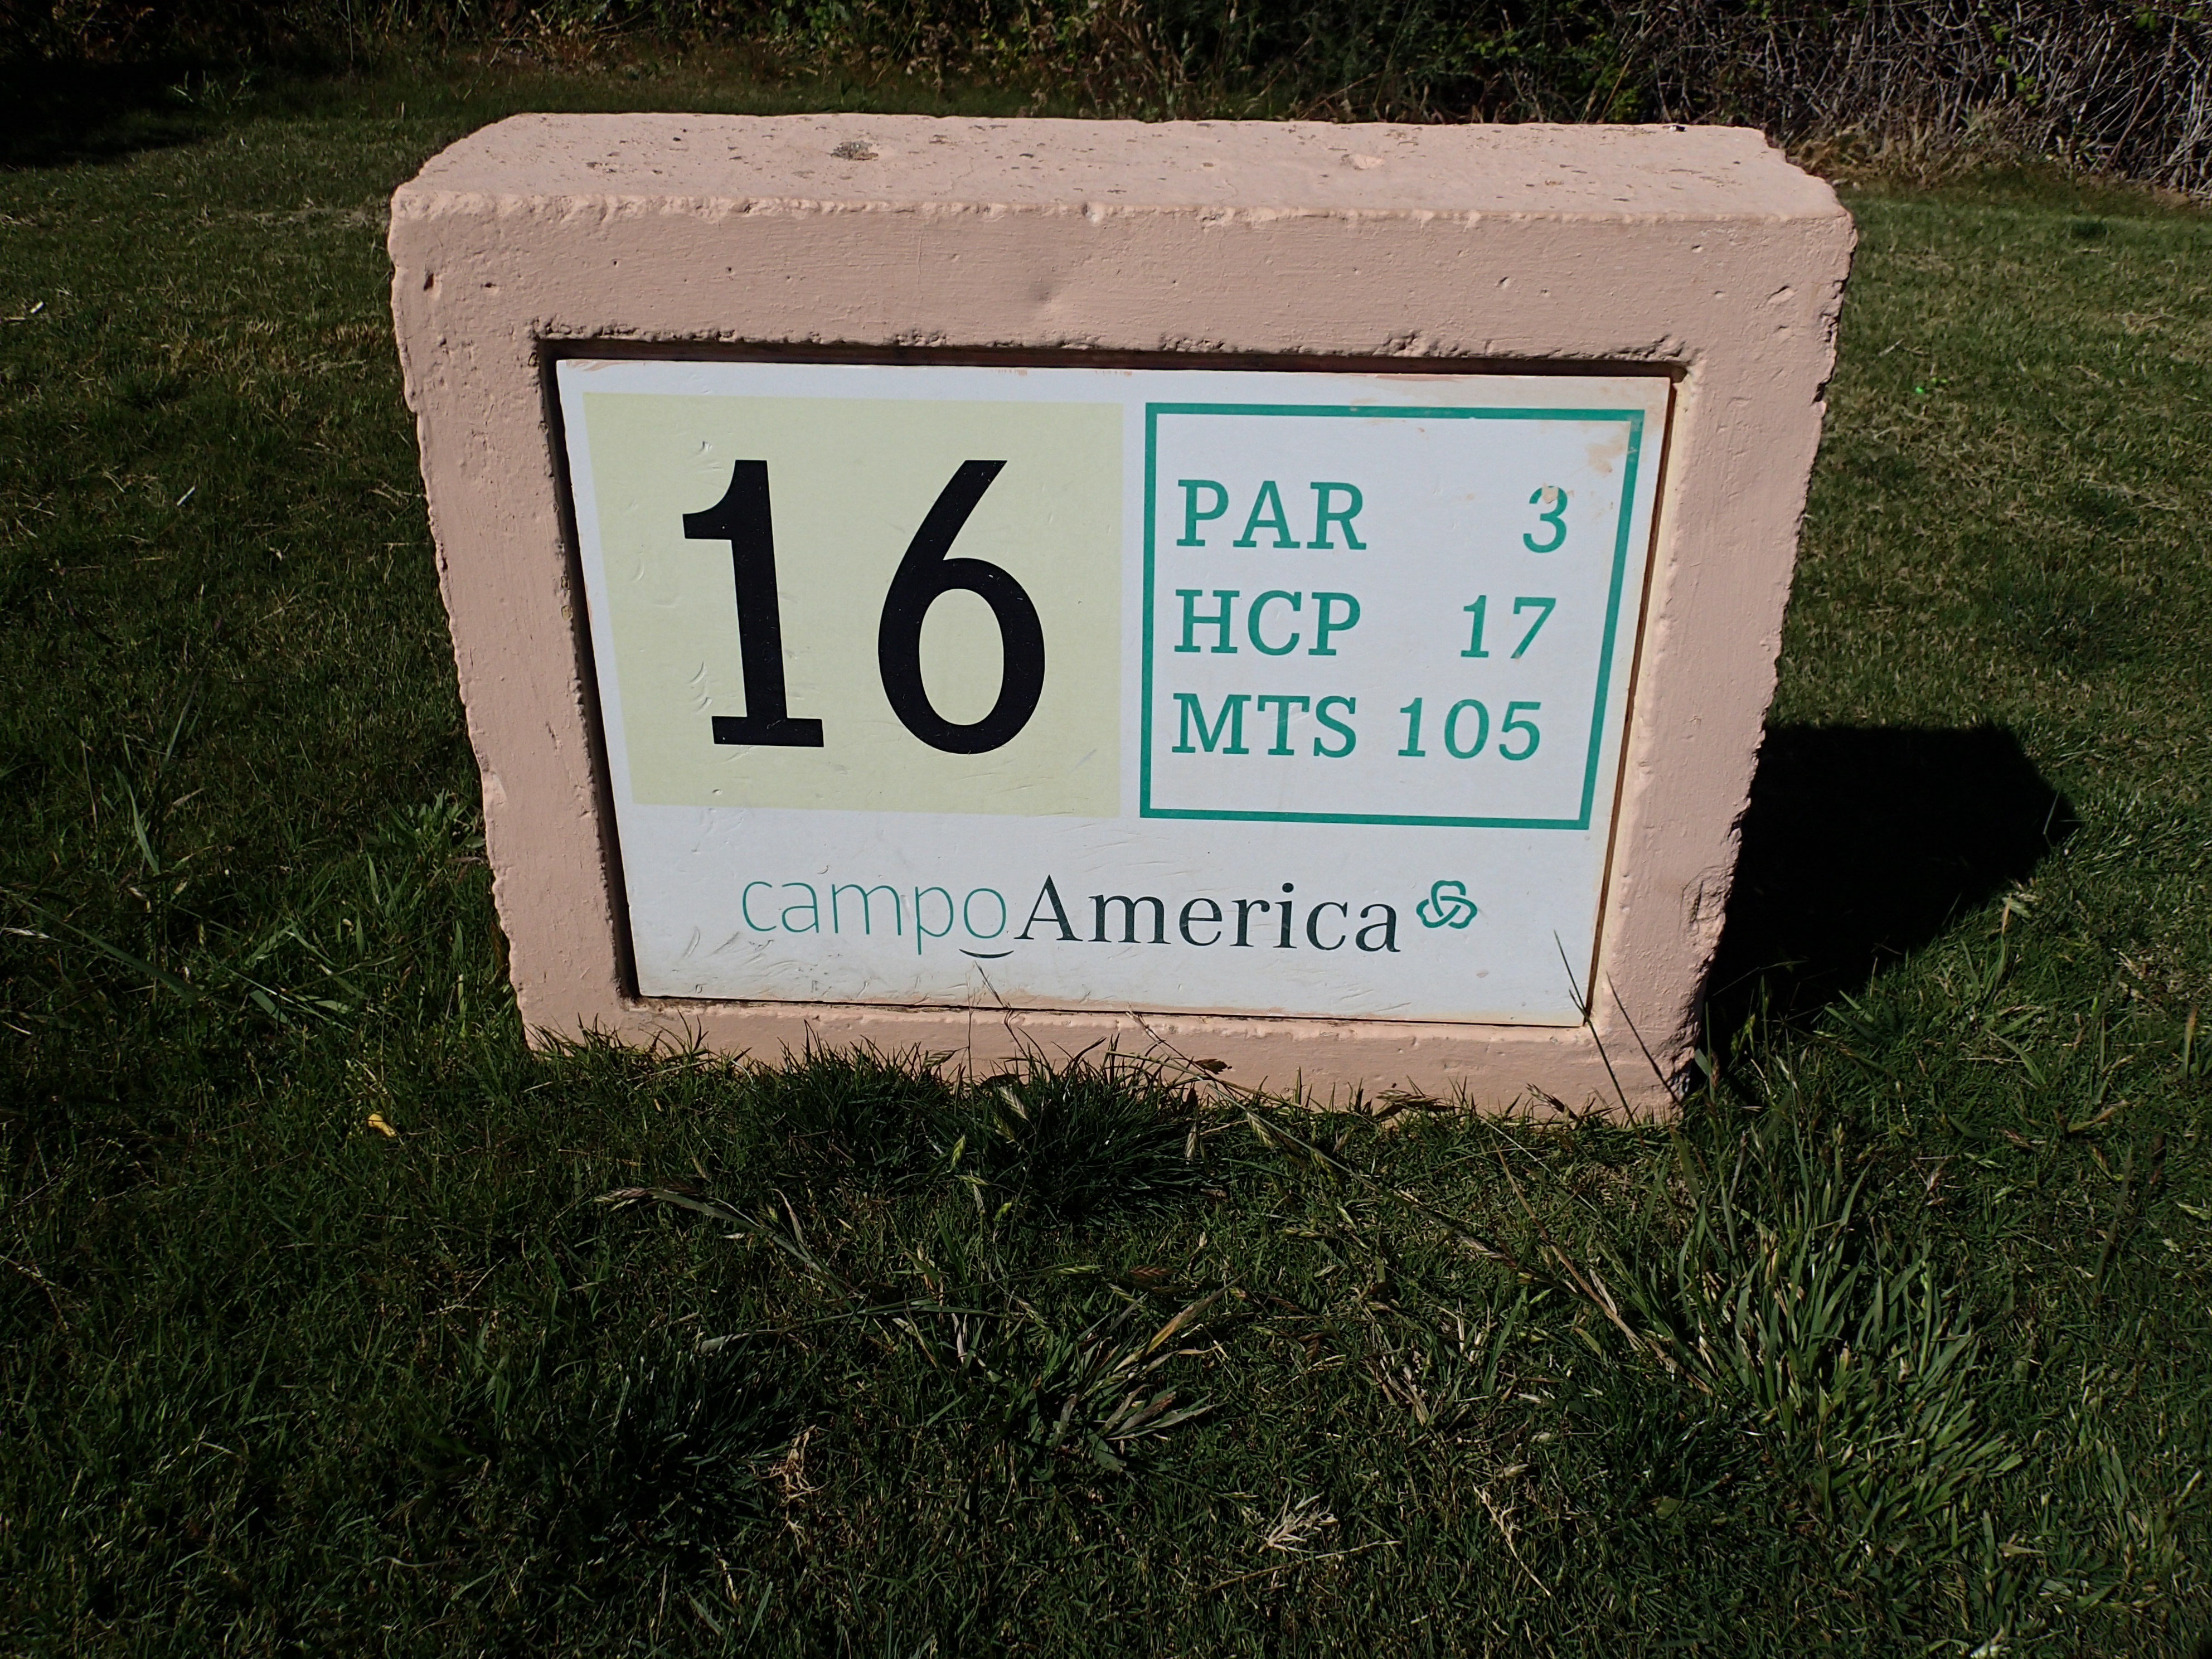 16
PAR 3
HCP 17
MTS 105
campoAmerica